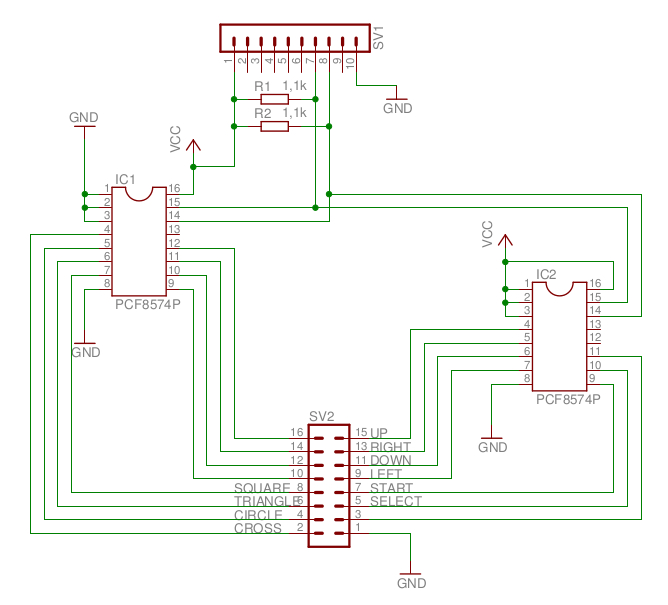 SV1
1 2 3 4 5 6 7 8 9 10
R1 1,1k
GND
R2 1,1k
GND
VCC
IC1
1 16
2 15
3 14
4 13
5 12
6 11
7 10
8 9
PCF8574P
GND
VCC
IC2
1 16
2 15
3 14
4 13
5 12
6 11
7 10
8 9
PCF8574P
GND
SV2
16 15 UP
14 13 RIGHT
12 11 DOWN
10 9 LEFT
SQUARE 8 7 START
TRIANGLE 6 5 SELECT
CIRCLE 4 3
CROSS 2 1
GND